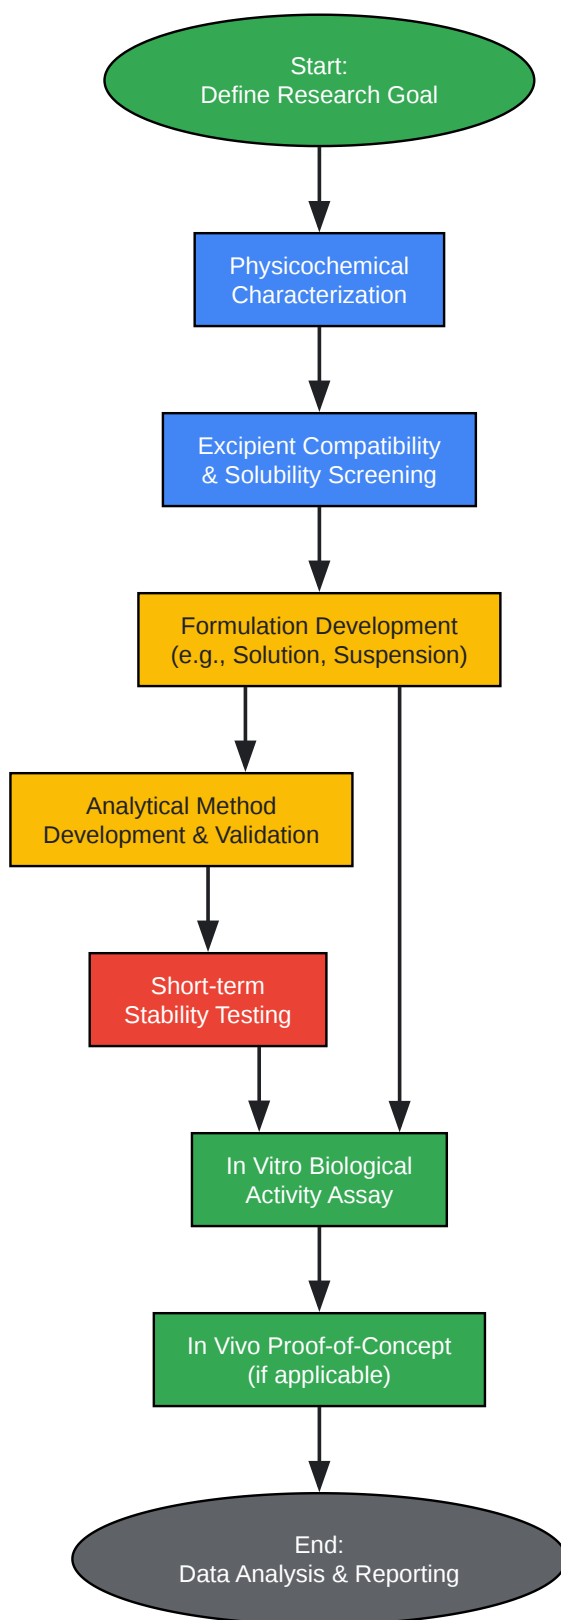 Start:
Define Research Goal
Physicochemical
Characterization
Excipient Compatibility
& Solubility Screening
Formulation Development
(e.g., Solution, Suspension)
Analytical Method
Development & Validation
Short-term
Stability Testing
In Vitro Biological
Activity Assay
In Vivo Proof-of-Concept
(if applicable)
End:
Data Analysis & Reporting